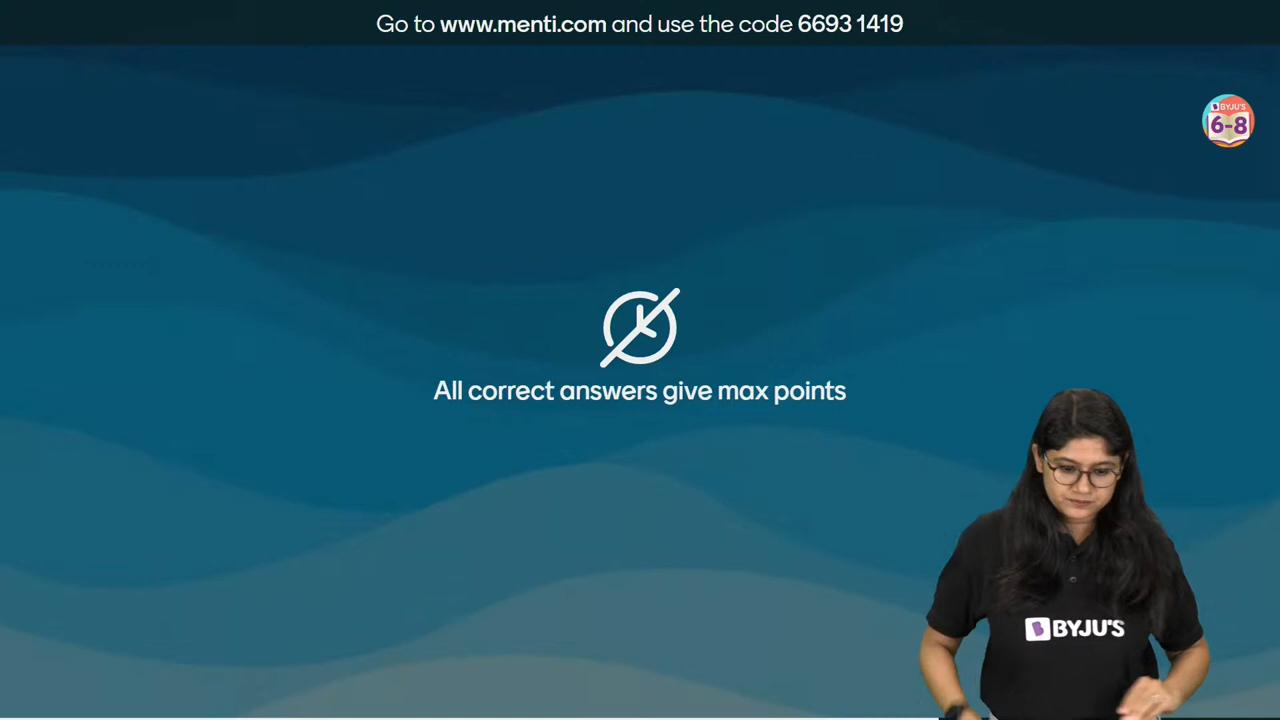 Go to www.menti.com and use the code 6693 1419
BYJU'S
6-8
All correct answers give max points
BYJU'S